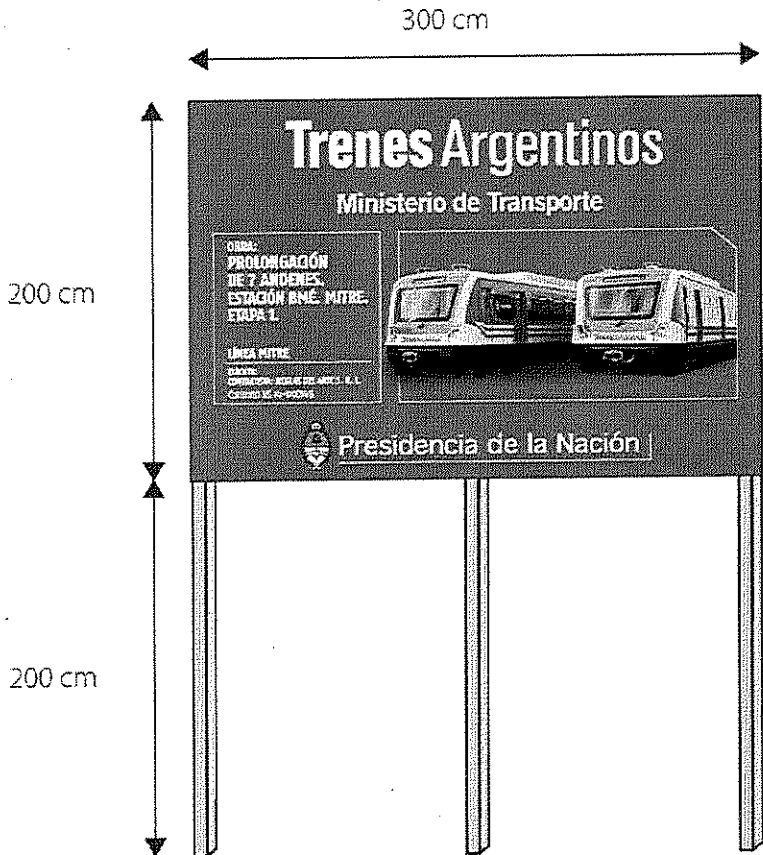 300 cm
200 cm
Trenes Argentinos
Ministerio de Transporte
OBRA:
PROLONGACIÓN
DE 7 ANDENES.
ESTACIÓN BMÉ. MITRE.
ETAPA 1.
LÍNEA MITRE
Presidencia de la Nación
200 cm